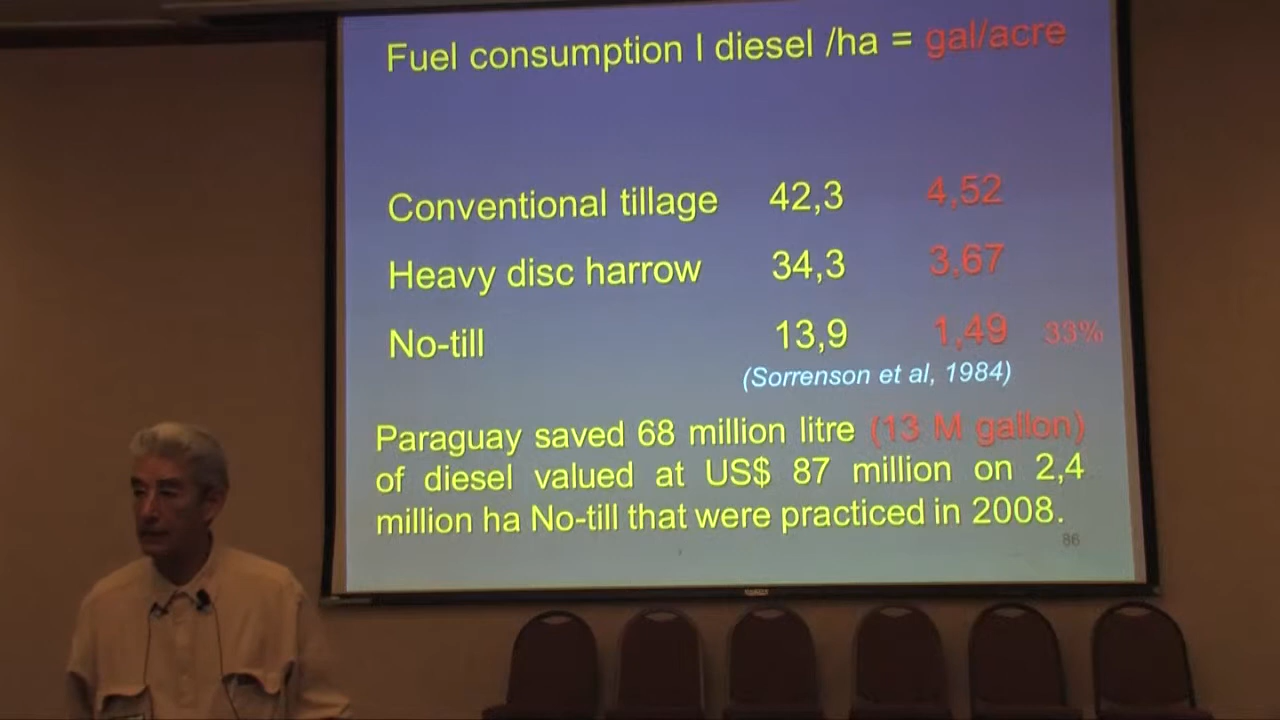 Fuel consumption l diesel /ha = gal/acre
Conventional tillage 42,3 4,52
Heavy disc harrow 34,3 3,67
No-till 13,9 1,49 33%
(Sorrenson et al, 1984)
Paraguay saved 68 million litre (13 M gallon)
of diesel valued at US$ 87 million on 2,4
million ha No-till that were practiced in 2008.
86